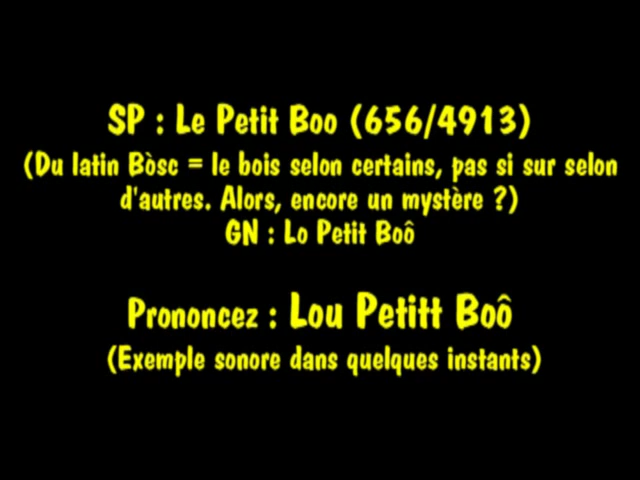 SP : Le Petit Boo (656/4913)
(Du latin Bòsc = le bois selon certains, pas si sur selon
d'autres. Alors, encore un mystère ?)
GN : Lo Petit Boô
Prononcez : Lou Petitt Boô
(Exemple sonore dans quelques instants)